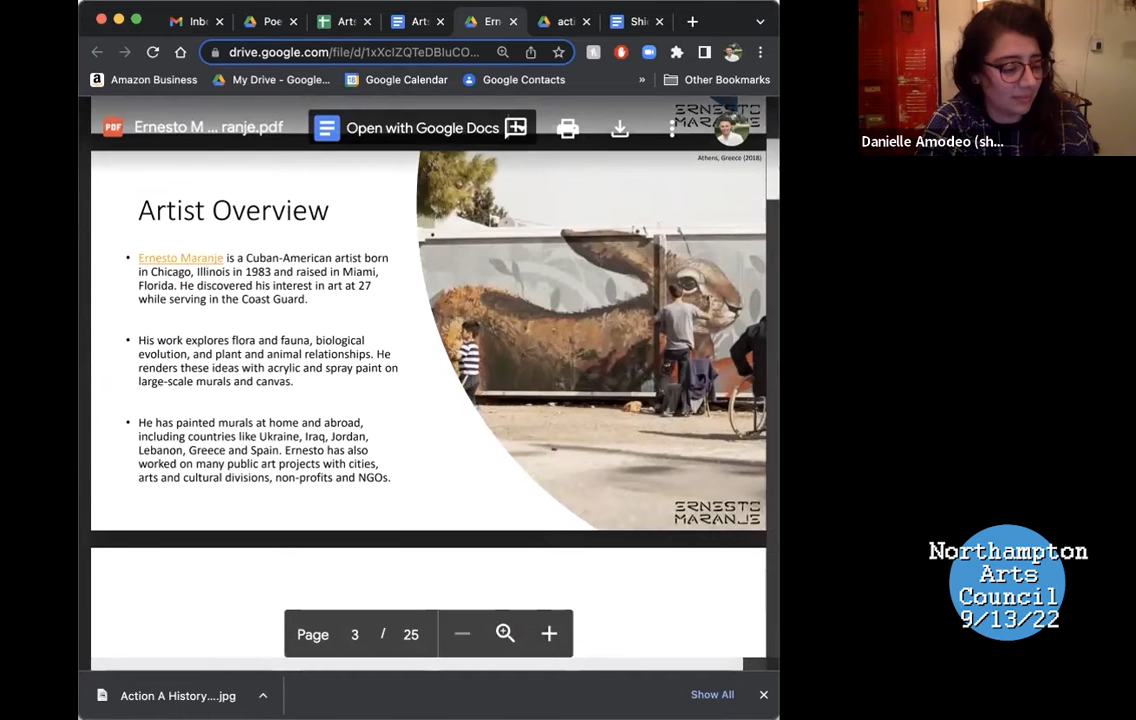 Inb
Poe
Arts
Arts
Ern
acti
Shi
drive.google.com/file/d/1xXcIZQTeDBIuCO...
Amazon Business
My Drive - Google...
Google Calendar
Google Contacts
»
Other Bookmarks
PDF
Ernesto M ... ranje.pdf
Open with Google Docs
ERNESTO
MARANJE
Athens, Greece (2018)
Artist Overview
• Ernesto Maranje is a Cuban-American artist born
in Chicago, Illinois in 1983 and raised in Miami,
Florida. He discovered his interest in art at 27
while serving in the Coast Guard.
• His work explores flora and fauna, biological
evolution, and plant and animal relationships. He
renders these ideas with acrylic and spray paint on
large-scale murals and canvas.
• He has painted murals at home and abroad,
including countries like Ukraine, Iraq, Jordan,
Lebanon, Greece and Spain. Ernesto has also
worked on many public art projects with cities,
arts and cultural divisions, non-profits and NGOs.
ERNESTO
MARANJE
Page 3 / 25
Action A History....jpg
Show All
Danielle Amodeo (sh...
Northampton
Arts
Council
9/13/22